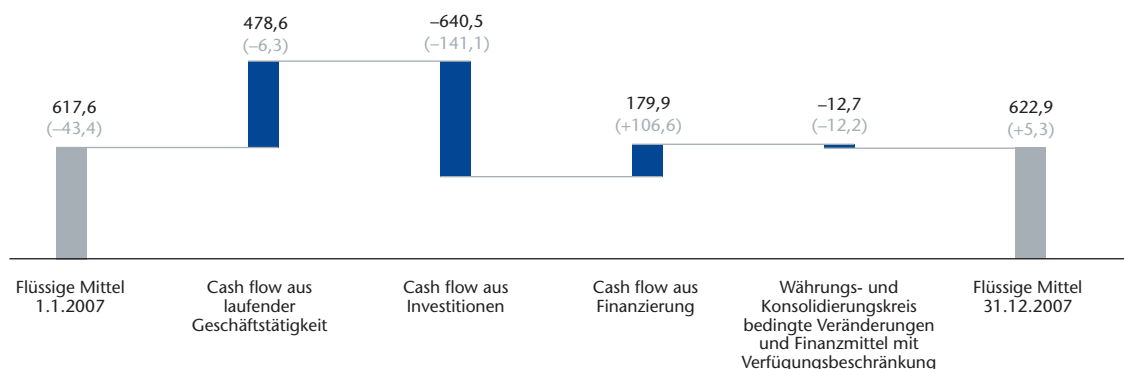 617,6
(–43,4)
478,6
(–6,3)
–640,5
(–141,1)
179,9
(+106,6)
–12,7
(–12,2)
622,9
(+5,3)
Flüssige Mittel
1.1.2007
Cash flow aus
laufender
Geschäftstätigkeit
Cash flow aus
Investitionen
Cash flow aus
Finanzierung
Währungs- und
Konsolidierungskreis
bedingte Veränderungen
und Finanzmittel mit
Verfügungsbeschränkung
Flüssige Mittel
31.12.2007